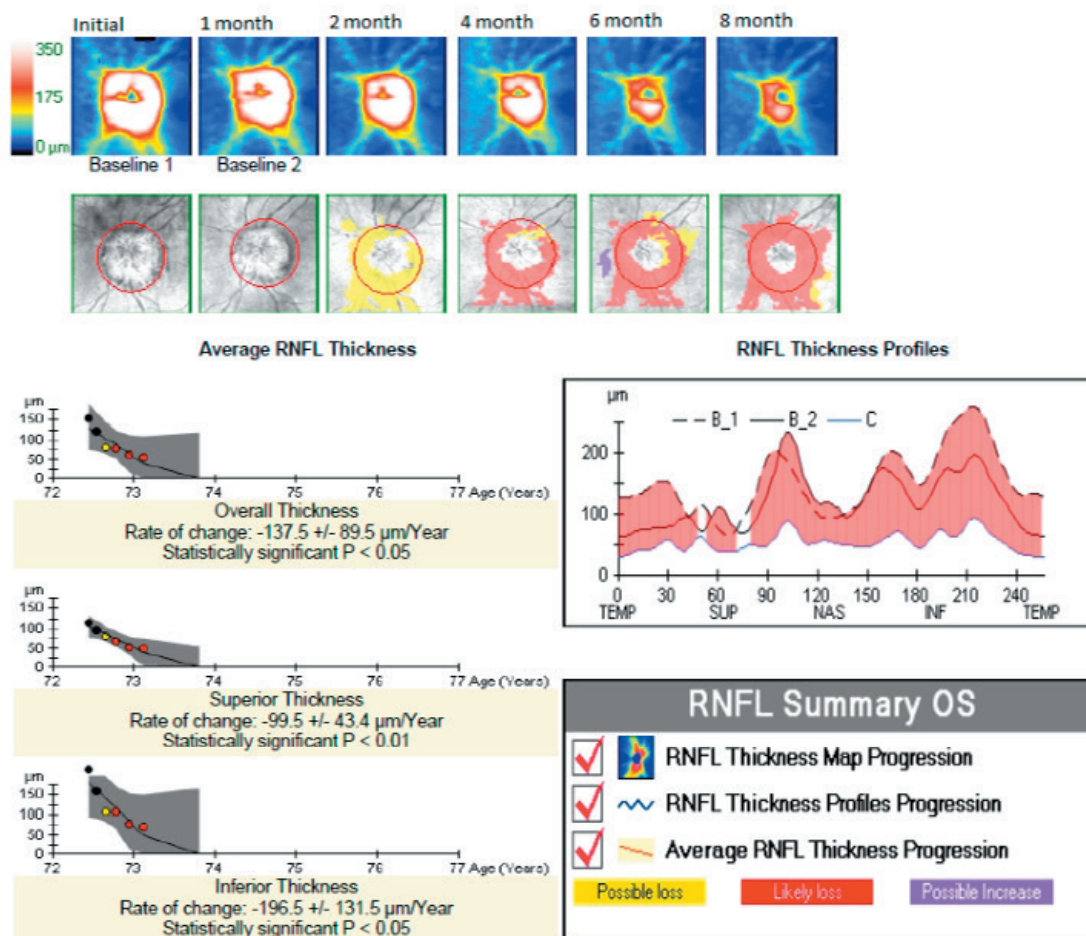 Initial 1 month 2 month 4 month 6 month 8 month
350
175
0 µm
Baseline 1 Baseline 2
Average RNFL Thickness
µm
150
100
50
0
72 73 74 75 76 77 Age (Years)
Overall Thickness
Rate of change: -137.5 +/- 89.5 µm/Year
Statistically significant P < 0.05
µm
150
100
50
0
72 73 74 75 76 77 Age (Years)
Superior Thickness
Rate of change: -99.5 +/- 43.4 µm/Year
Statistically significant P < 0.01
µm
150
100
50
0
72 73 74 75 76 77 Age (Years)
Inferior Thickness
Rate of change: -196.5 +/- 131.5 µm/Year
Statistically significant P < 0.05
RNFL Thickness Profiles
µm
B_1 B_2 C
200
100
0
0 30 60 90 120 150 180 210 240
TEMP SUP NAS INF TEMP
RNFL Summary OS
RNFL Thickness Map Progression
RNFL Thickness Profiles Progression
Average RNFL Thickness Progression
Possible loss Likely loss Possible Increase